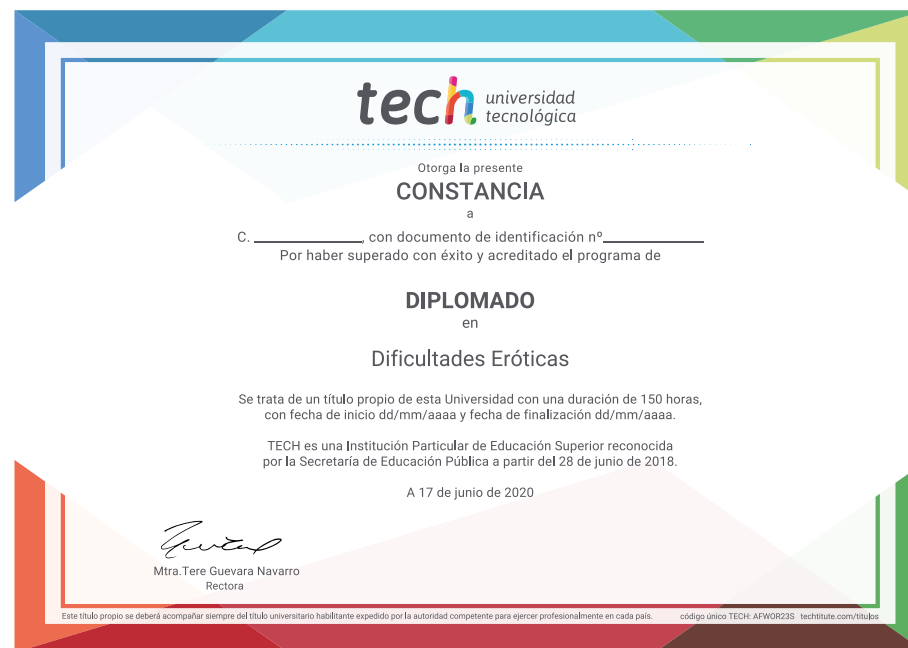 tech universidad
tecnológica
Otorga la presente
CONSTANCIA
a
C. ____________, con documento de identificación nº____________
Por haber superado con éxito y acreditado el programa de
DIPLOMADO
en
Dificultades Eróticas
Se trata de un título propio de esta Universidad con una duración de 150 horas,
con fecha de inicio dd/mm/aaaa y fecha de finalización dd/mm/aaaa.
TECH es una Institución Particular de Educación Superior reconocida
por la Secretaría de Educación Pública a partir del 28 de junio de 2018.
A 17 de junio de 2020
Mtra.Tere Guevara Navarro
Rectora
Este título propio se deberá acompañar siempre del título universitario habilitante expedido por la autoridad competente para ejercer profesionalmente en cada país. código único TECH: AFWOR23S techtitute.com/titulos